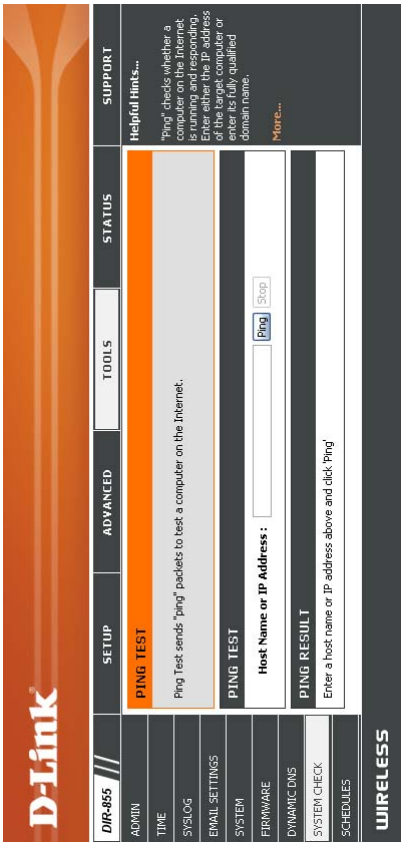 D-Link
DIR-855
SETUP
ADVANCED
TOOLS
STATUS
SUPPORT
ADMIN
TIME
SYSLOG
EMAIL SETTINGS
SYSTEM
FIRMWARE
DYNAMIC DNS
SYSTEM CHECK
SCHEDULES
PING TEST
Ping Test sends "ping" packets to test a computer on the Internet.
PING TEST
Host Name or IP Address : Ping Stop
PING RESULT
Enter a host name or IP address above and click 'Ping'
Helpful Hints...
"Ping" checks whether a
computer on the Internet
is running and responding.
Enter either the IP address
of the target computer or
enter its fully qualified
domain name.
More...
WIRELESS